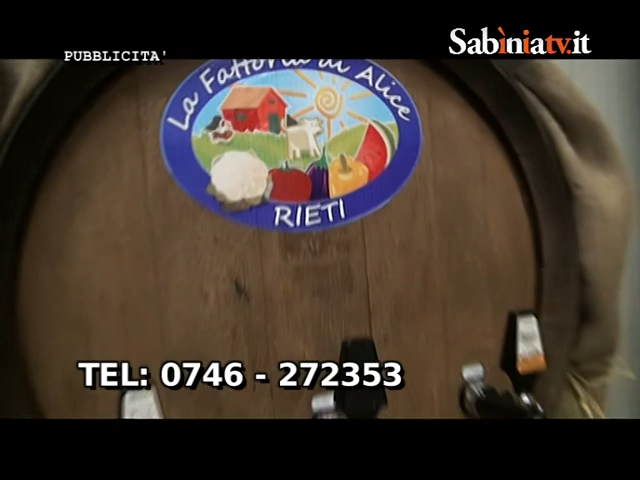 PUBBLICITA'
Sabìniatv.it
La Fattoria di Alice
RIETI
TEL: 0746 - 272353